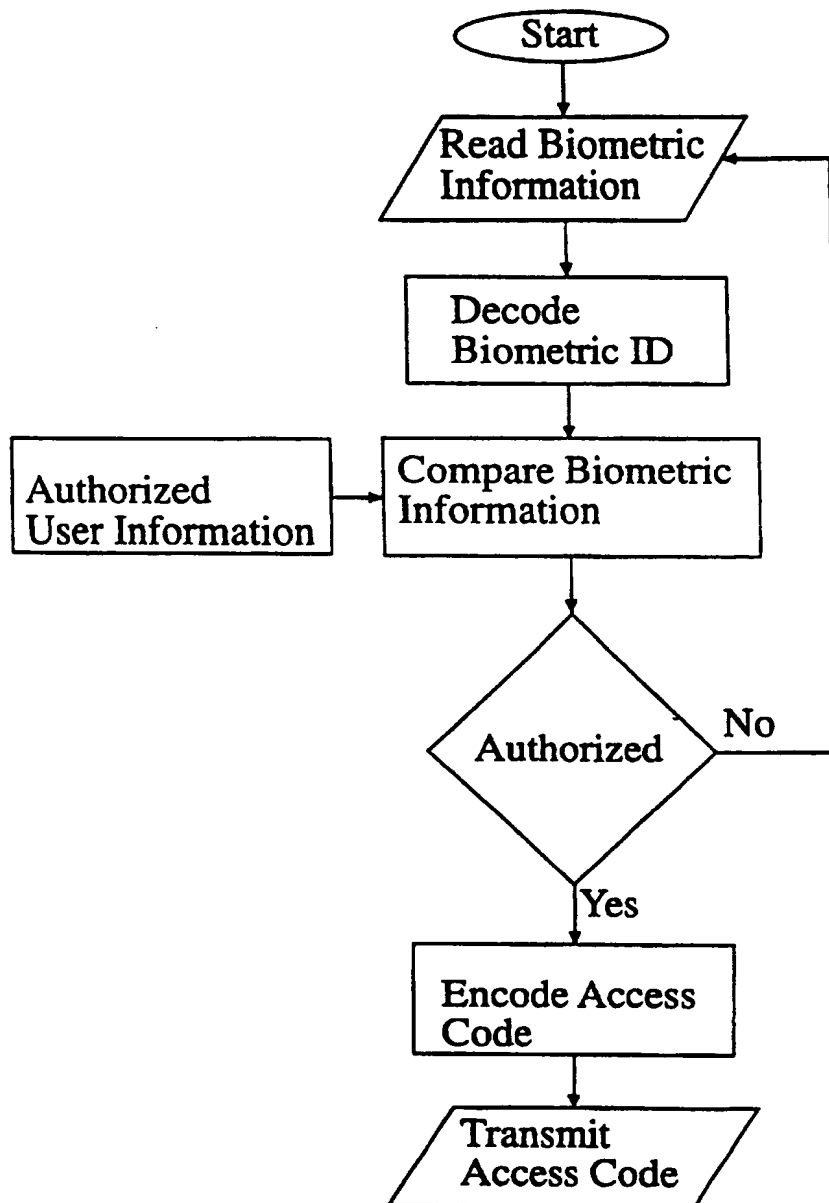 Start
Read Biometric
Information
Decode
Biometric ID
Authorized
User Information
Compare Biometric
Information
Authorized
No
Yes
Encode Access
Code
Transmit
Access Code